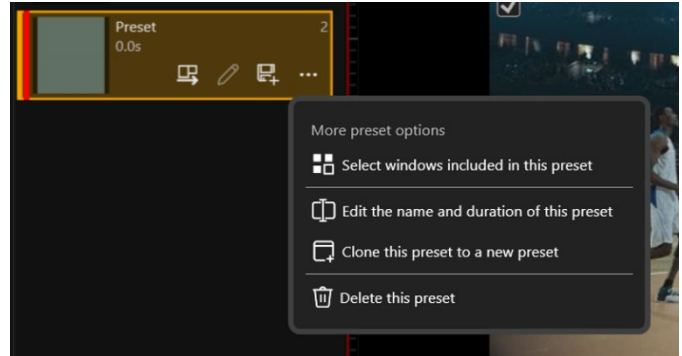 Preset 2
0.0s
More preset options
Select windows included in this preset
Edit the name and duration of this preset
Clone this preset to a new preset
Delete this preset